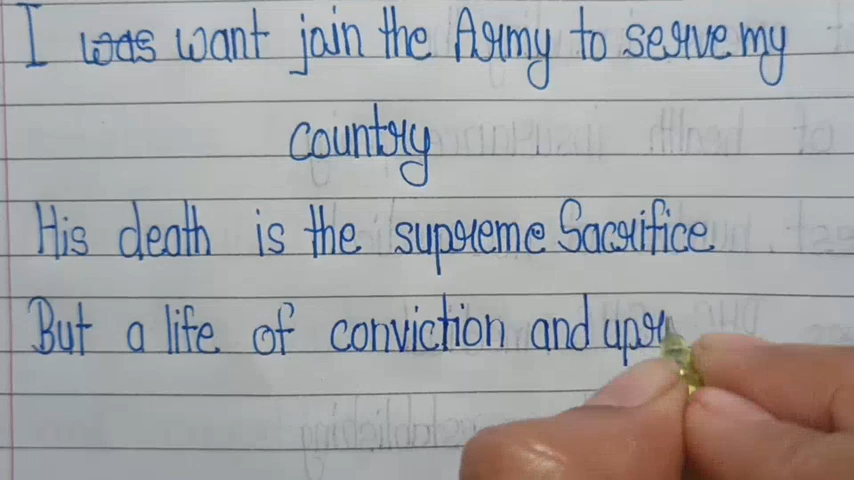 I was want join the Army to serve my
country
His death is the supreme Sacrifice
But a life of conviction and upr